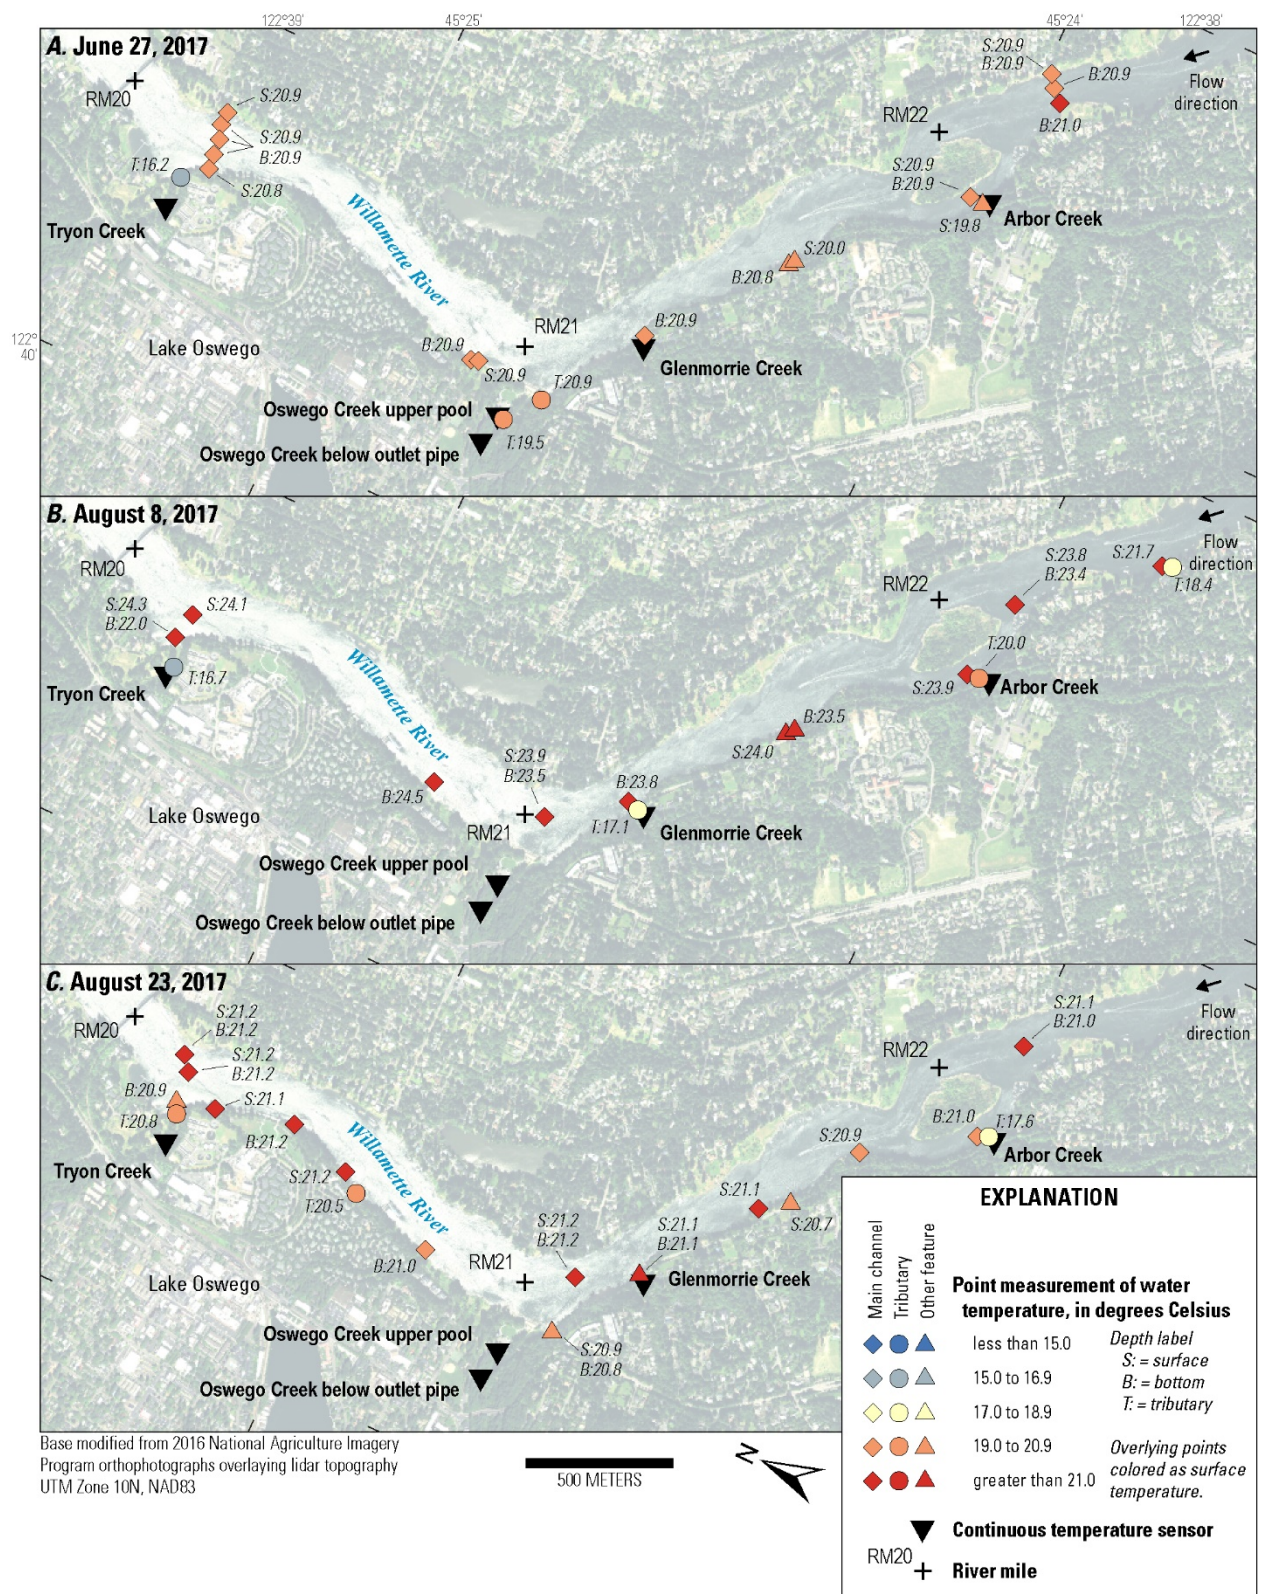 122°39'
45°25'
45°24'
122°38'
A. June 27, 2017
RM20
S:20.9
S:20.9
B:20.9
T:16.2
S:20.8
Tryon Creek
Willamette River
S:20.9
B:20.9
B:20.9
Flow
direction
RM22
B:21.0
S:20.9
B:20.9
S:19.8
Arbor Creek
S:20.0
B:20.8
122°
40'
Lake Oswego
B:20.9
S:20.9
RM21
B:20.9
Glenmorrie Creek
T:20.9
Oswego Creek upper pool
T:19.5
Oswego Creek below outlet pipe
B. August 8, 2017
RM20
S:24.3
B:22.0
S:24.1
T:16.7
Tryon Creek
Willamette River
S:23.8
B:23.4
S:21.7
Flow
direction
T:18.4
RM22
T:20.0
S:23.9
Arbor Creek
B:23.5
S:24.0
S:23.9
B:23.5
B:24.5
B:23.8
T:17.1
Lake Oswego
RM21
Glenmorrie Creek
Oswego Creek upper pool
Oswego Creek below outlet pipe
C. August 23, 2017
RM20
S:21.2
B:21.2
S:21.2
B:21.2
B:20.9
T:20.8
S:21.1
B:21.2
Tryon Creek
Willamette River
S:21.2
T:20.5
B:21.0
S:21.1
B:21.0
Flow
direction
RM22
B:21.0
T:17.6
Arbor Creek
S:20.9
S:21.1
S:20.7
S:21.2
B:21.2
S:21.1
B:21.1
RM21
Glenmorrie Creek
Lake Oswego
Oswego Creek upper pool
S:20.9
B:20.8
Oswego Creek below outlet pipe
Base modified from 2016 National Agriculture Imagery
Program orthophotographs overlaying lidar topography
UTM Zone 10N, NAD83
500 METERS
N
EXPLANATION
Main channel
Tributary
Other feature
Point measurement of water
temperature, in degrees Celsius
less than 15.0
15.0 to 16.9
17.0 to 18.9
19.0 to 20.9
greater than 21.0
Depth label
S: = surface
B: = bottom
T: = tributary
Overlying points
colored as surface
temperature.
Continuous temperature sensor
RM20
River mile